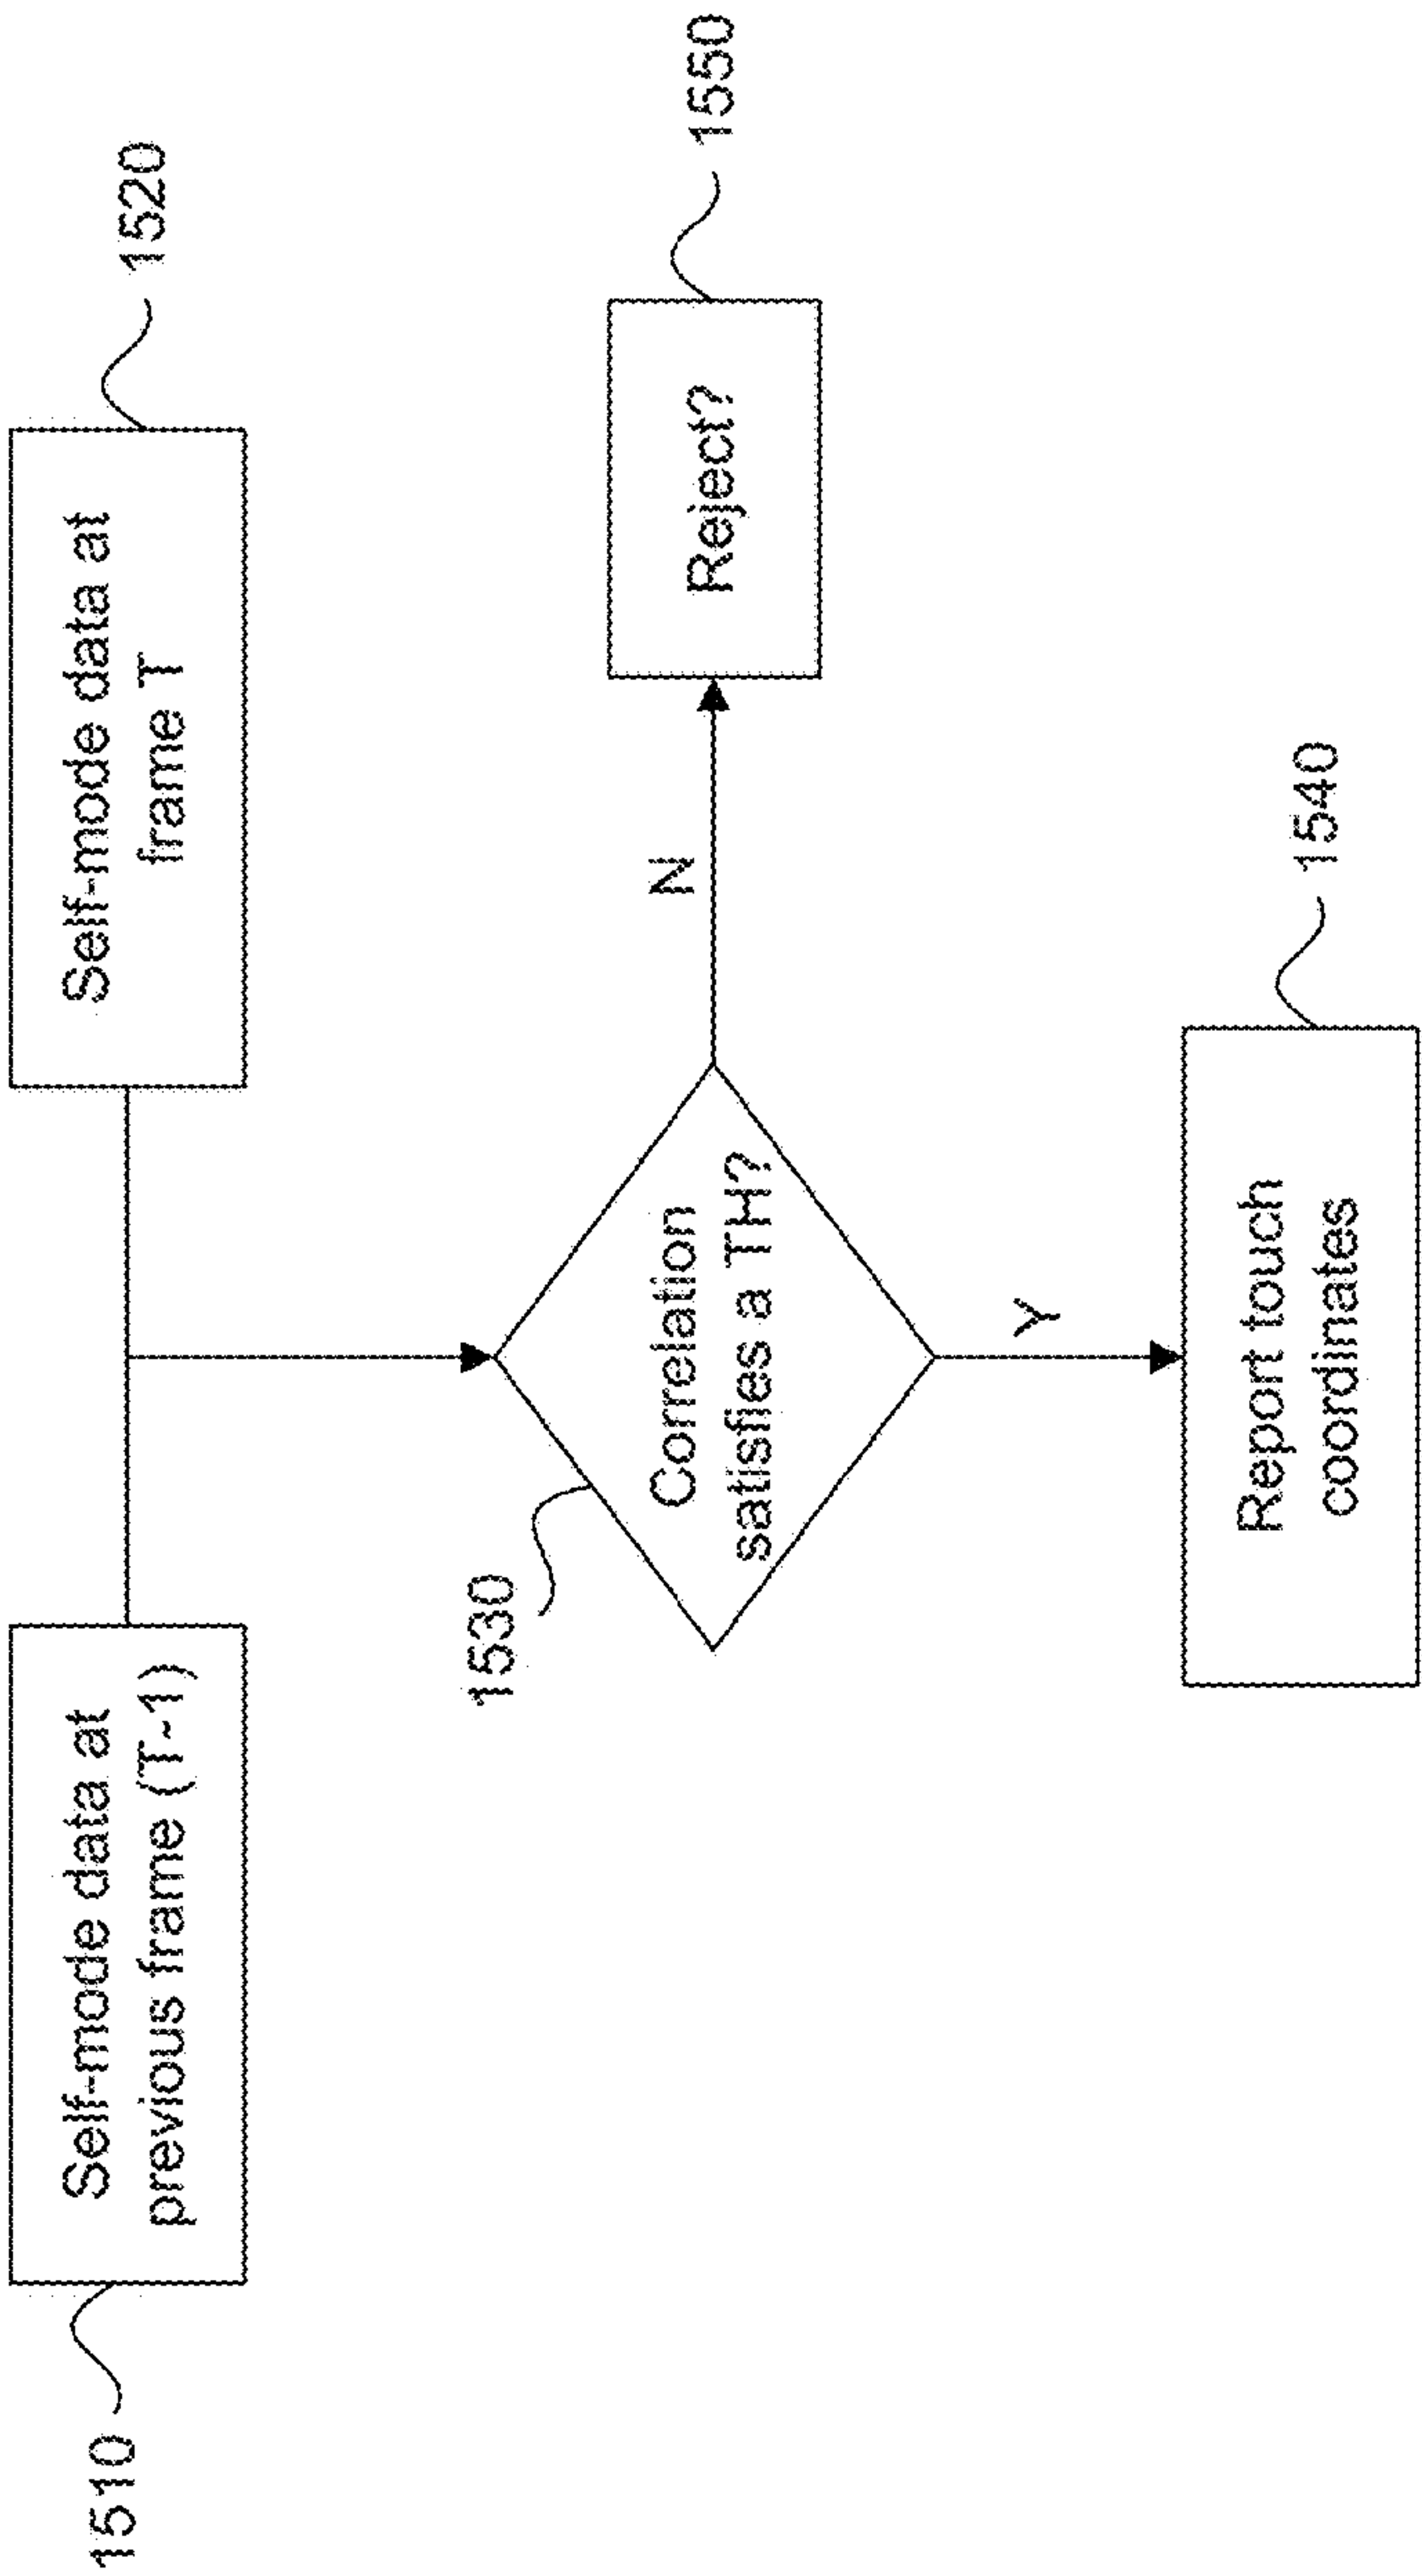 1510
Self-mode data at
previous frame (T-1)
Self-mode data at
frame T
1520
1530
Correlation
satisfies a TH?
N
Reject?
1550
Y
Report touch
coordinates
1540